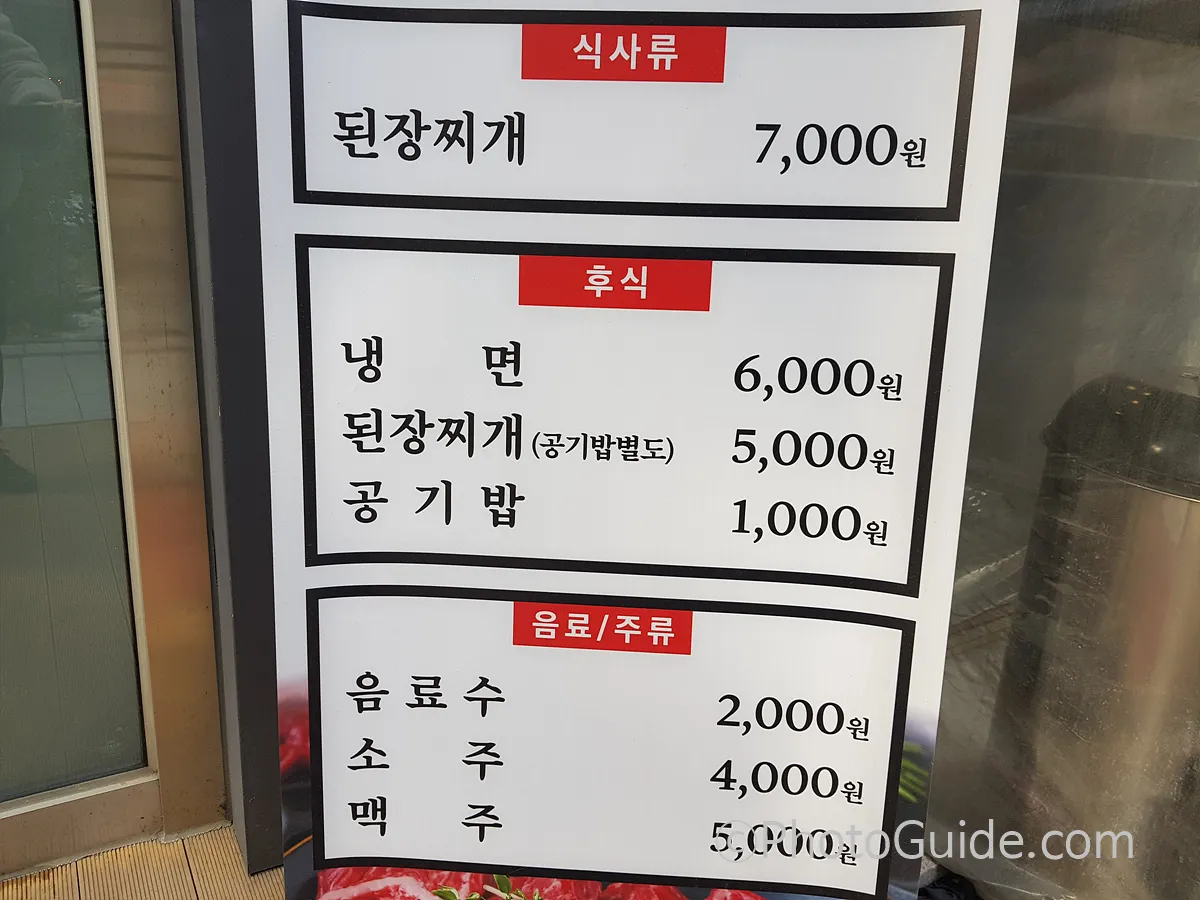 식사류
된장찌개 7,000원
후식
냉 면 6,000원
된장찌개 (공기밥별도) 5,000원
공 기 밥 1,000원
음료/주류
음 료 수 2,000원
소 주 4,000원
맥 주 5,000원
©PhotoGuide.com